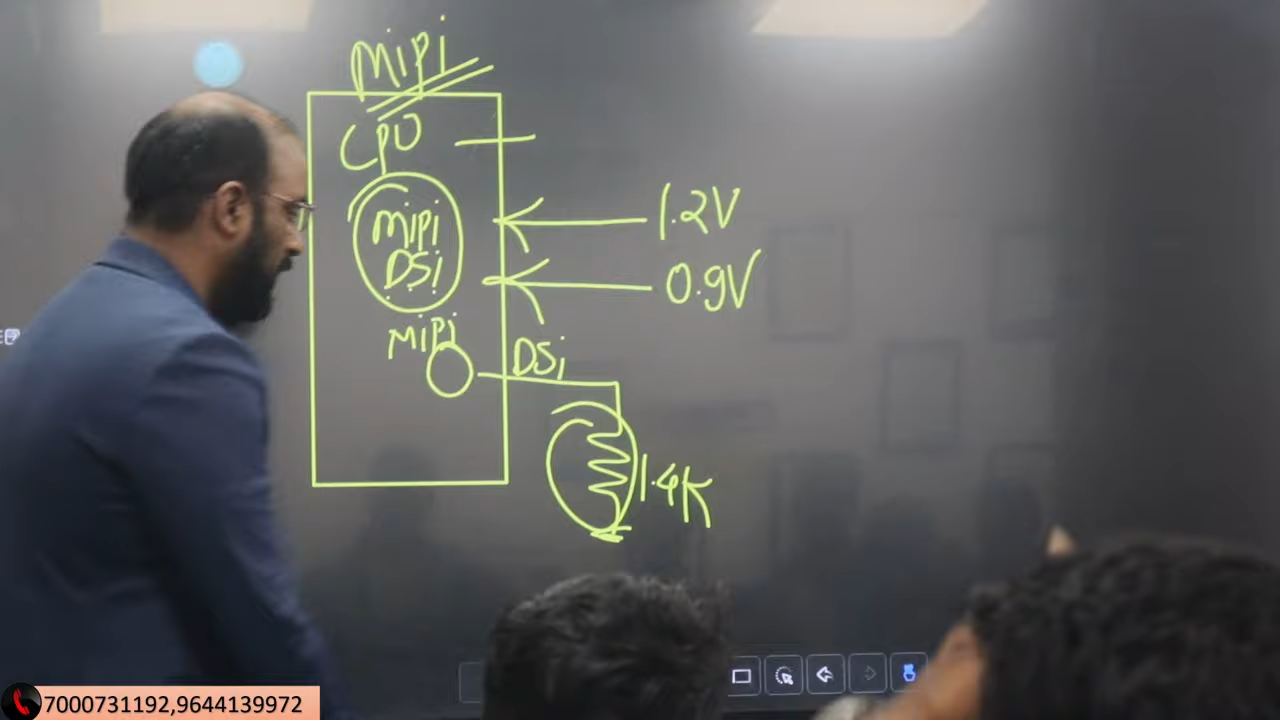 MiPi
CPU
MiPi
DSi
1.2V
0.9V
MiPi
DSi
1.4K
7000731192,9644139972